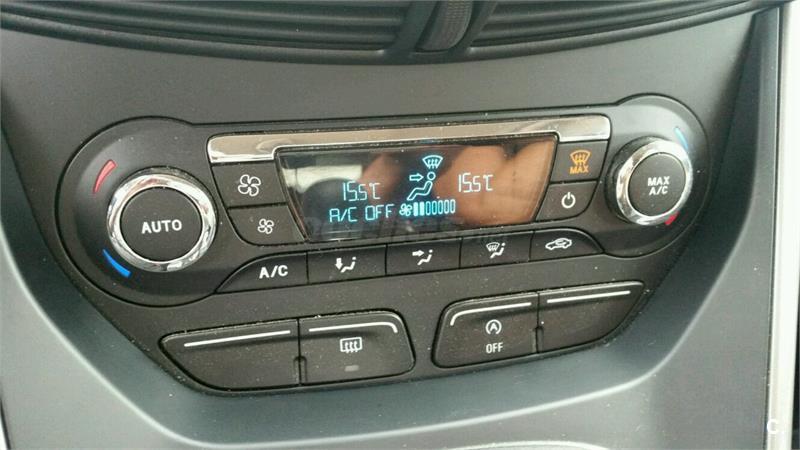 15.5°C 15.5°C
A/C OFF
AUTO
MAX
MAX
A/C
A/C
OFF
C